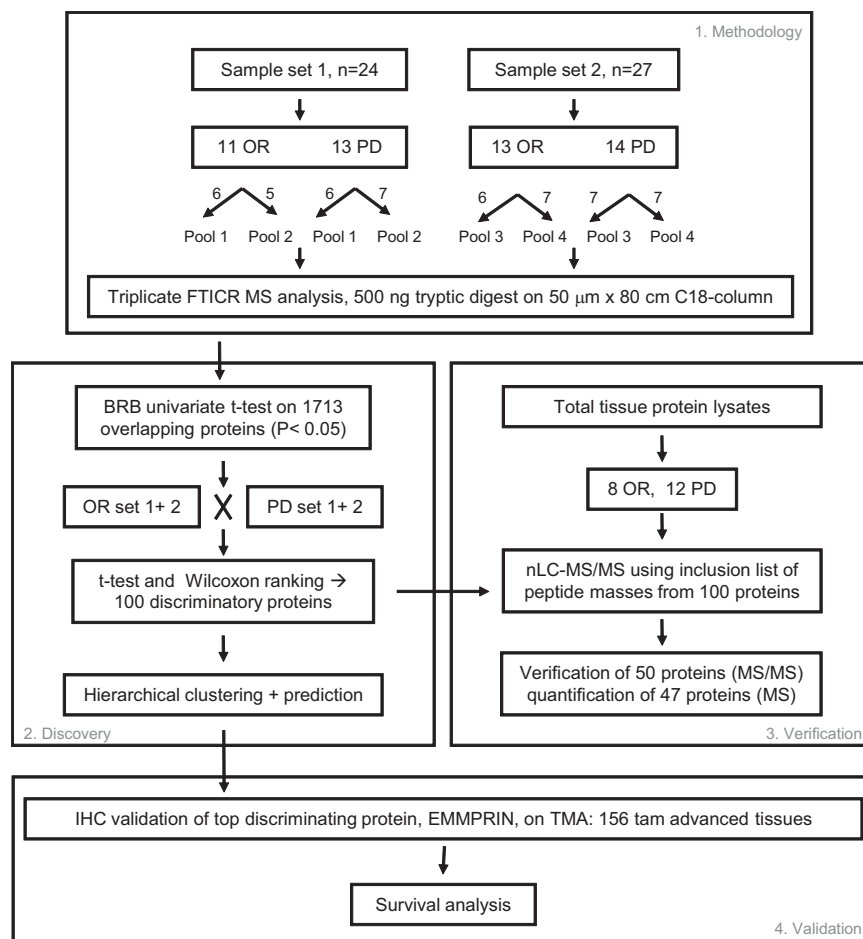 1. Methodology
Sample set 1, n=24
Sample set 2, n=27
11 OR 13 PD
13 OR 14 PD
6 5 6 7
6 7 7 7
Pool 1 Pool 2 Pool 1 Pool 2
Pool 3 Pool 4 Pool 3 Pool 4
Triplicate FTICR MS analysis, 500 ng tryptic digest on 50 μm x 80 cm C18-column
BRB univariate t-test on 1713
overlapping proteins (P< 0.05)
OR set 1+ 2
X
PD set 1+ 2
t-test and Wilcoxon ranking →
100 discriminatory proteins
Hierarchical clustering + prediction
2. Discovery
Total tissue protein lysates
8 OR, 12 PD
nLC-MS/MS using inclusion list of
peptide masses from 100 proteins
Verification of 50 proteins (MS/MS)
quantification of 47 proteins (MS)
3. Verification
IHC validation of top discriminating protein, EMMPRIN, on TMA: 156 tam advanced tissues
Survival analysis
4. Validation